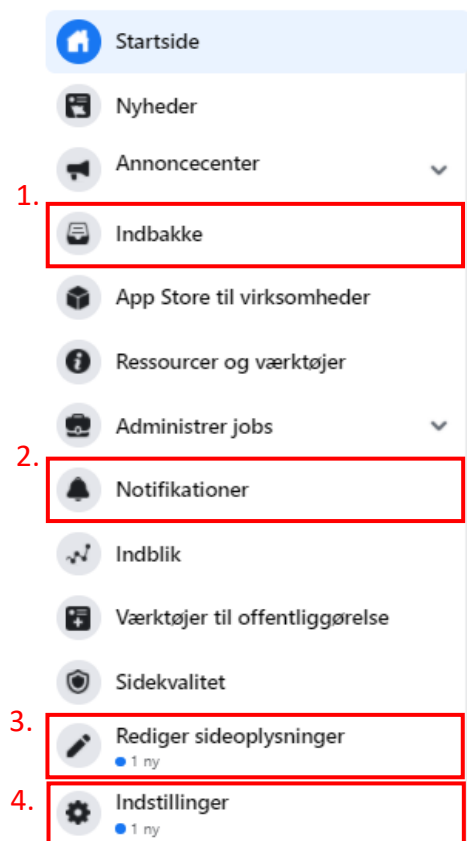 Startside
Nyheder
Annoncecenter
1.
Indbakke
App Store til virksomheder
Ressourcer og værktøjer
Administrer jobs
2.
Notifikationer
Indblik
Værktøjer til offentliggørelse
Sidekvalitet
3.
Rediger sideoplysninger
1 ny
4.
Indstillinger
1 ny